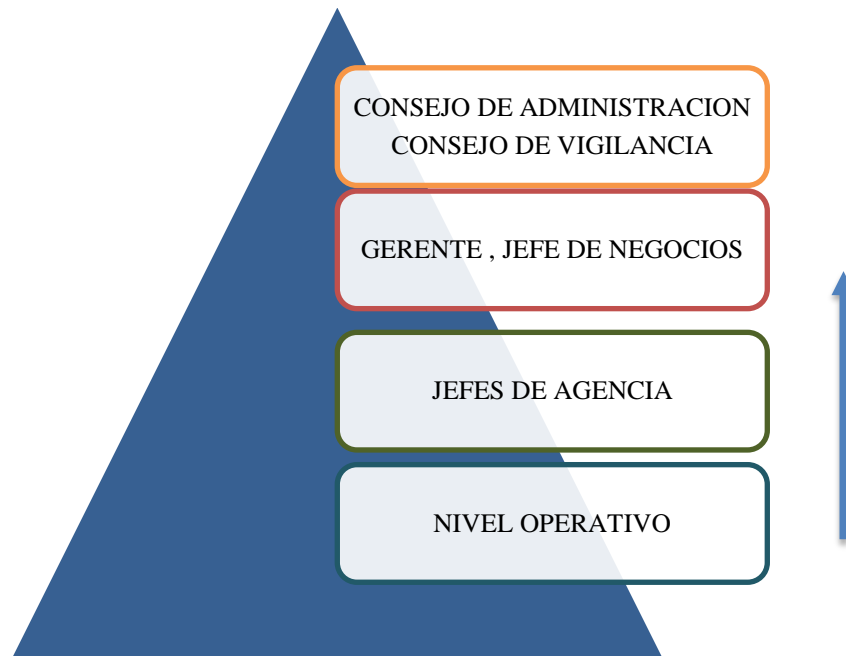 CONSEJO DE ADMINISTRACION
CONSEJO DE VIGILANCIA
GERENTE , JEFE DE NEGOCIOS
JEFES DE AGENCIA
NIVEL OPERATIVO